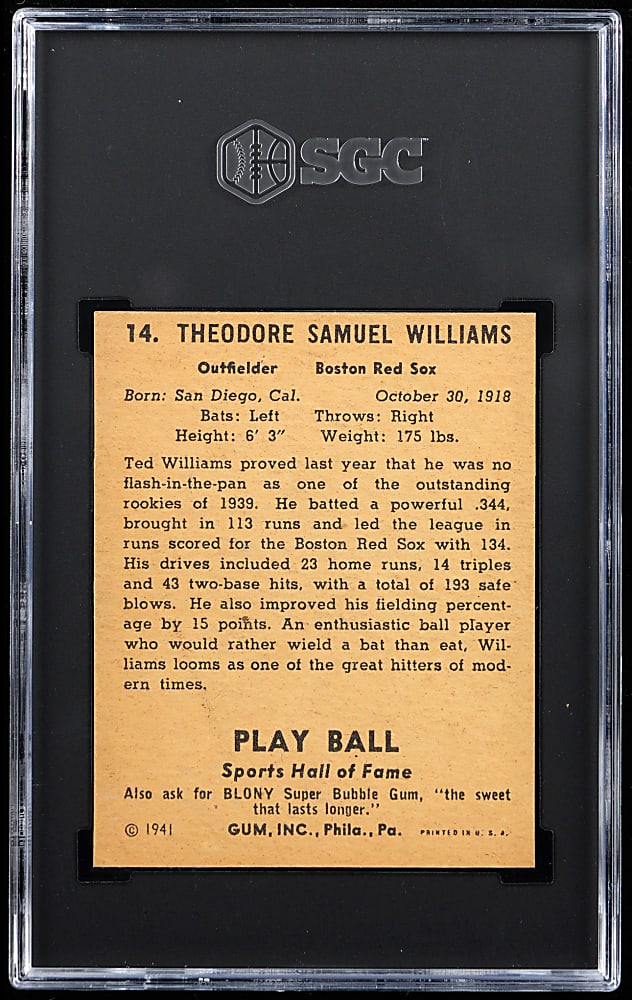 SGC
14. THEODORE SAMUEL WILLIAMS
Outfielder Boston Red Sox
Born: San Diego, Cal. October 30, 1918
Bats: Left Throws: Right
Height: 6' 3" Weight: 175 lbs.
Ted Williams proved last year that he was no
flash-in-the-pan as one of the outstanding
rookies of 1939. He batted a powerful .344,
brought in 113 runs and led the league in
runs scored for the Boston Red Sox with 134.
His drives included 23 home runs, 14 triples
and 43 two-base hits, with a total of 193 safe
blows. He also improved his fielding percent-
age by 15 points. An enthusiastic ball player
who would rather wield a bat than eat, Wil-
liams looms as one of the great hitters of mod-
ern times.
PLAY BALL
Sports Hall of Fame
Also ask for BLONY Super Bubble Gum, "the sweet
that lasts longer."
© 1941 GUM, INC., Phila., Pa. PRINTED IN U. S. A.